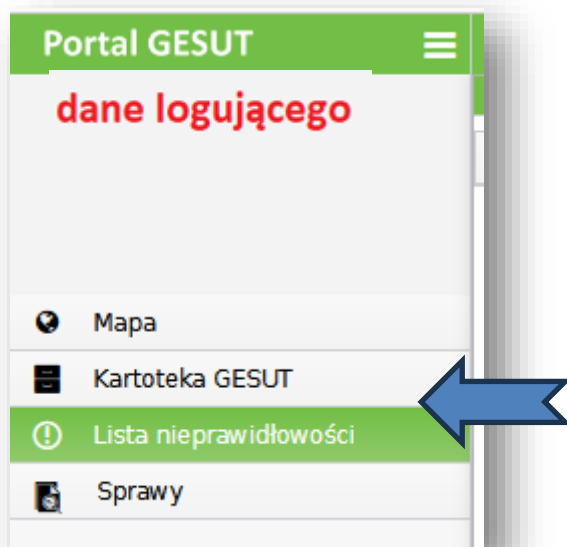 Portal GESUT
dane logującego
Mapa
Kartoteka GESUT
Lista nieprawidłowości
Sprawy